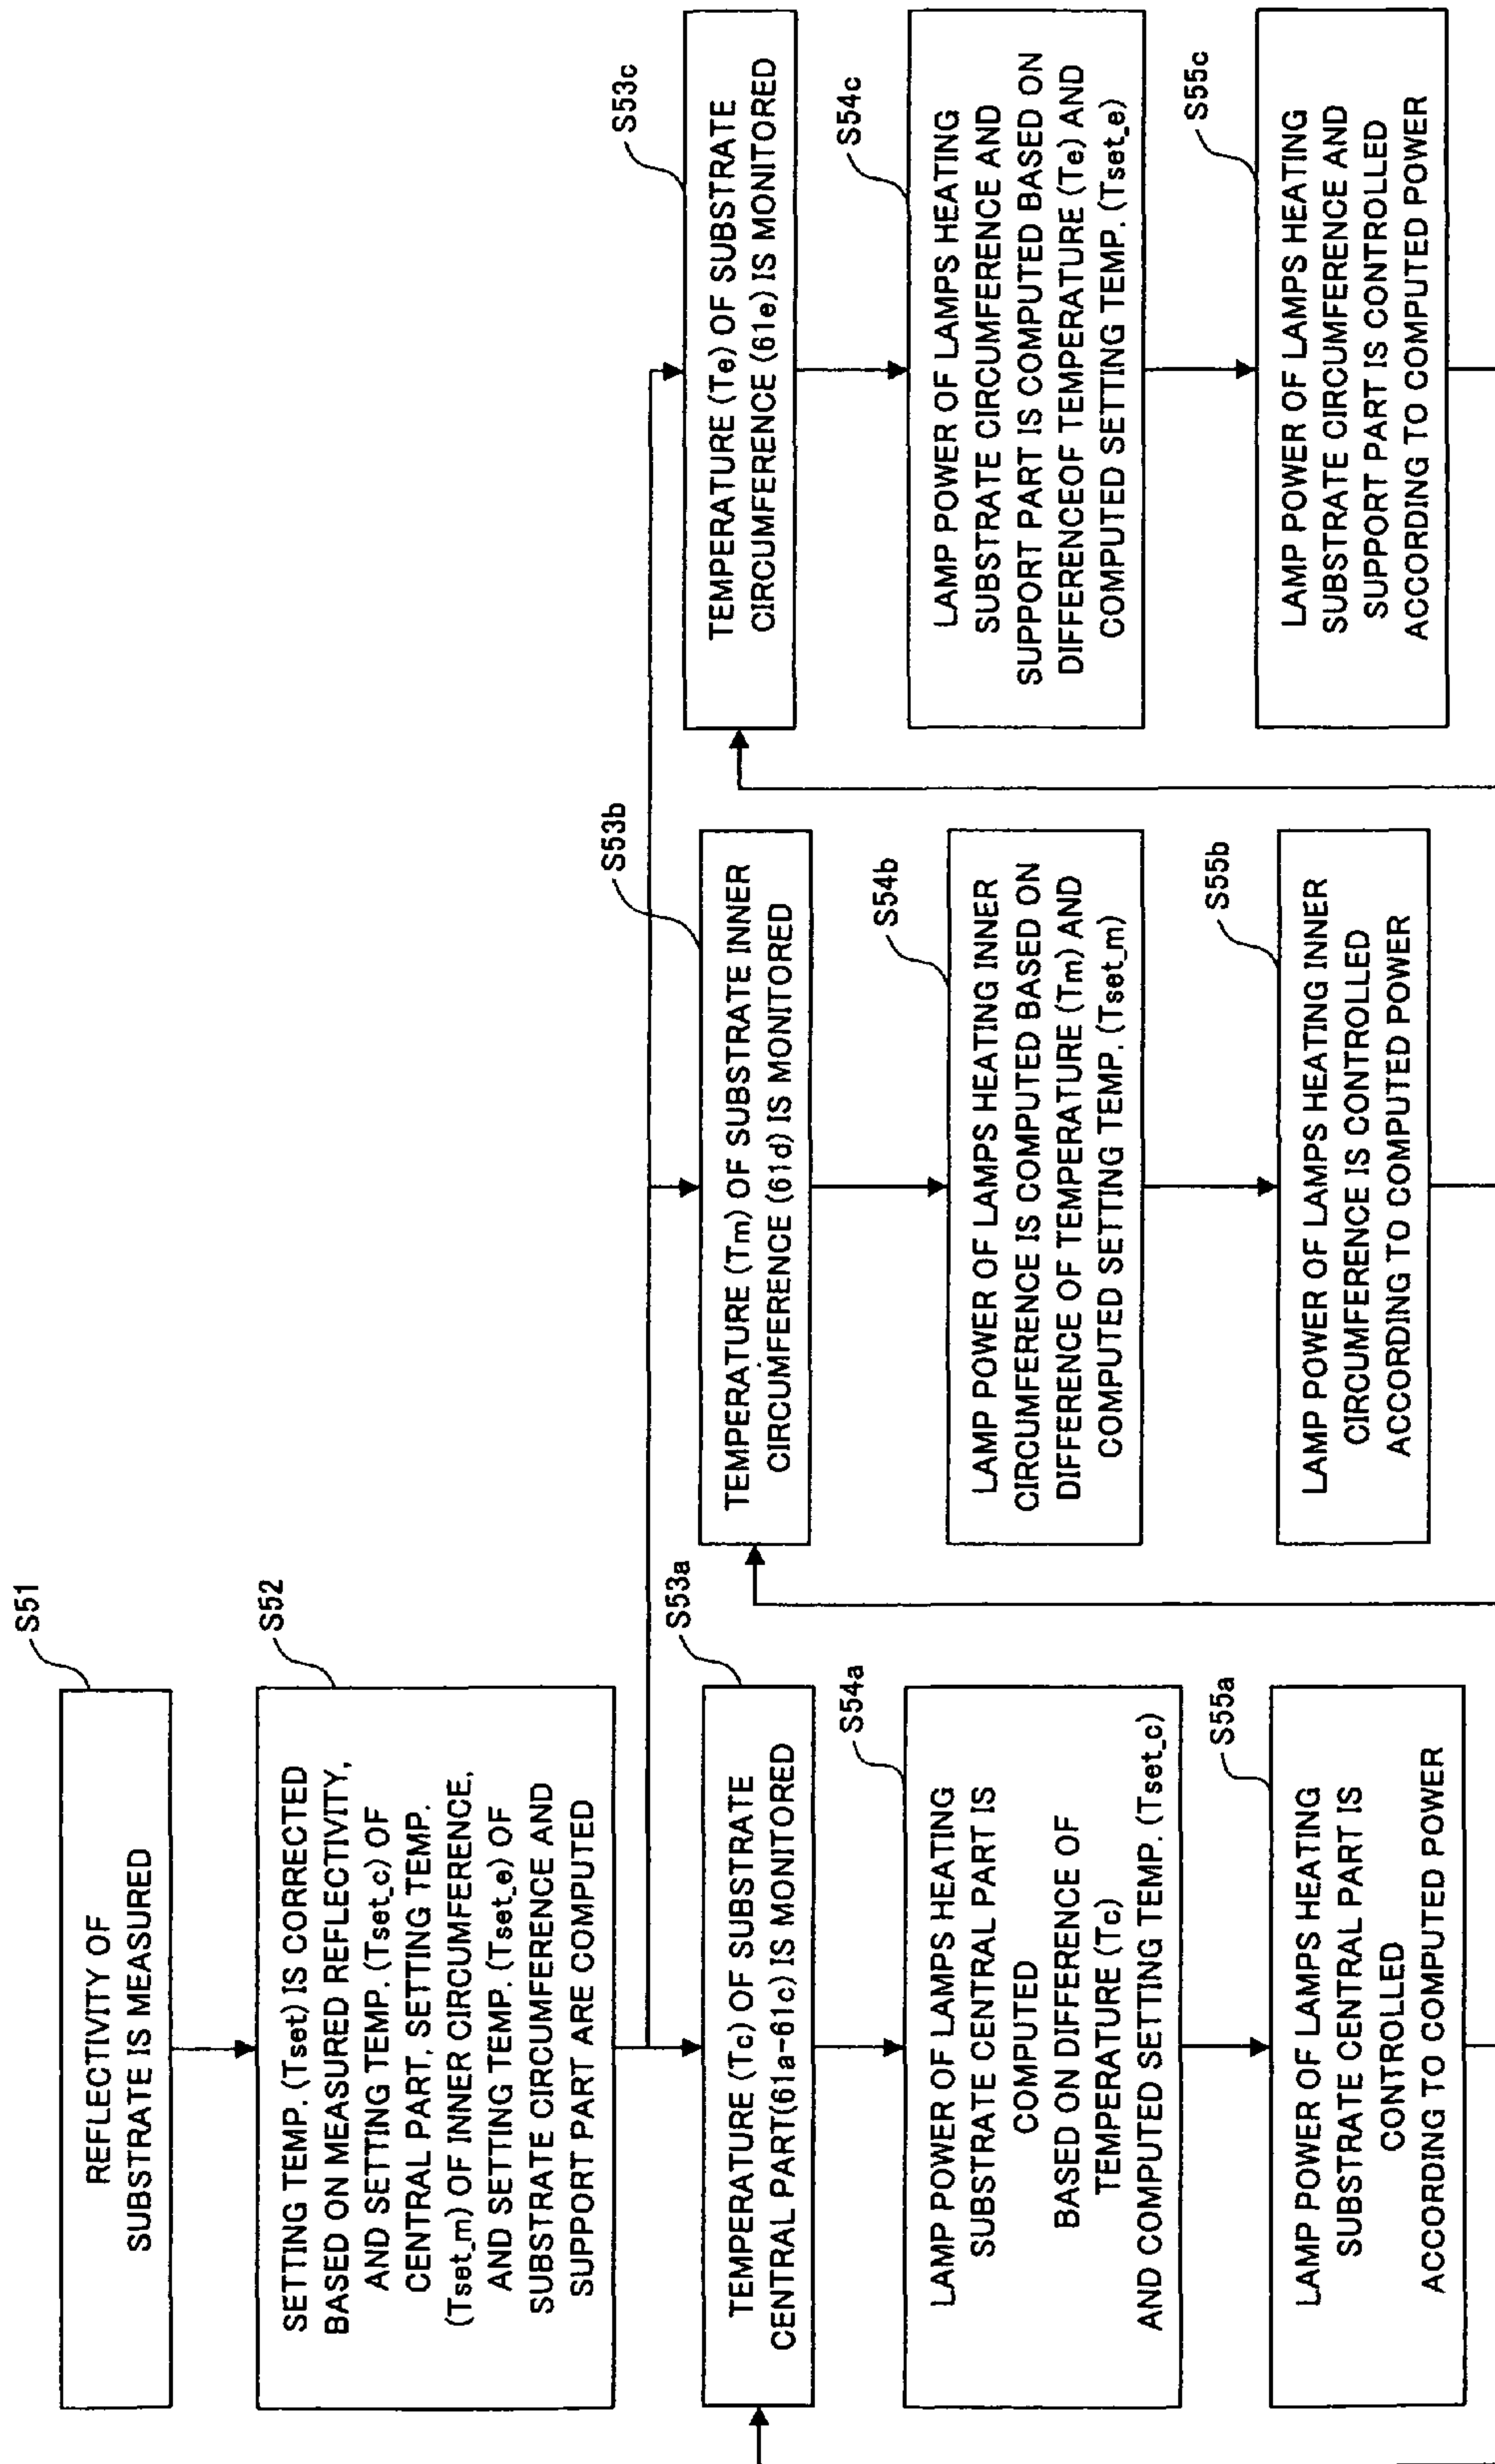 S51
REFLECTIVITY OF
SUBSTRATE IS MEASURED
S52
SETTING TEMP. (Tset) IS CORRECTED
BASED ON MEASURED REFLECTIVITY,
AND SETTING TEMP. (Tset_c) OF
CENTRAL PART, SETTING TEMP.
(Tset_m) OF INNER CIRCUMFERENCE,
AND SETTING TEMP. (Tset_e) OF
SUBSTRATE CIRCUMFERENCE AND
SUPPORT PART ARE COMPUTED
S53a
TEMPERATURE (Tc) OF SUBSTRATE
CENTRAL PART(61a-61c) IS MONITORED
S54a
LAMP POWER OF LAMPS HEATING
SUBSTRATE CENTRAL PART IS
COMPUTED
BASED ON DIFFERENCE OF
TEMPERATURE (Tc)
AND COMPUTED SETTING TEMP. (Tset_c)
S55a
LAMP POWER OF LAMPS HEATING
SUBSTRATE CENTRAL PART IS
CONTROLLED
ACCORDING TO COMPUTED POWER
S53b
TEMPERATURE (Tm) OF SUBSTRATE INNER
CIRCUMFERENCE (61d) IS MONITORED
S54b
LAMP POWER OF LAMPS HEATING INNER
CIRCUMFERENCE IS COMPUTED BASED ON
DIFFERENCE OF TEMPERATURE (Tm) AND
COMPUTED SETTING TEMP. (Tset_m)
S55b
LAMP POWER OF LAMPS HEATING INNER
CIRCUMFERENCE IS CONTROLLED
ACCORDING TO COMPUTED POWER
S53c
TEMPERATURE (Te) OF SUBSTRATE
CIRCUMFERENCE (61e) IS MONITORED
S54c
LAMP POWER OF LAMPS HEATING
SUBSTRATE CIRCUMFERENCE AND
SUPPORT PART IS COMPUTED BASED ON
DIFFERENCEOF TEMPERATURE (Te) AND
COMPUTED SETTING TEMP. (Tset_e)
S55c
LAMP POWER OF LAMPS HEATING
SUBSTRATE CIRCUMFERENCE AND
SUPPORT PART IS CONTROLLED
ACCORDING TO COMPUTED POWER